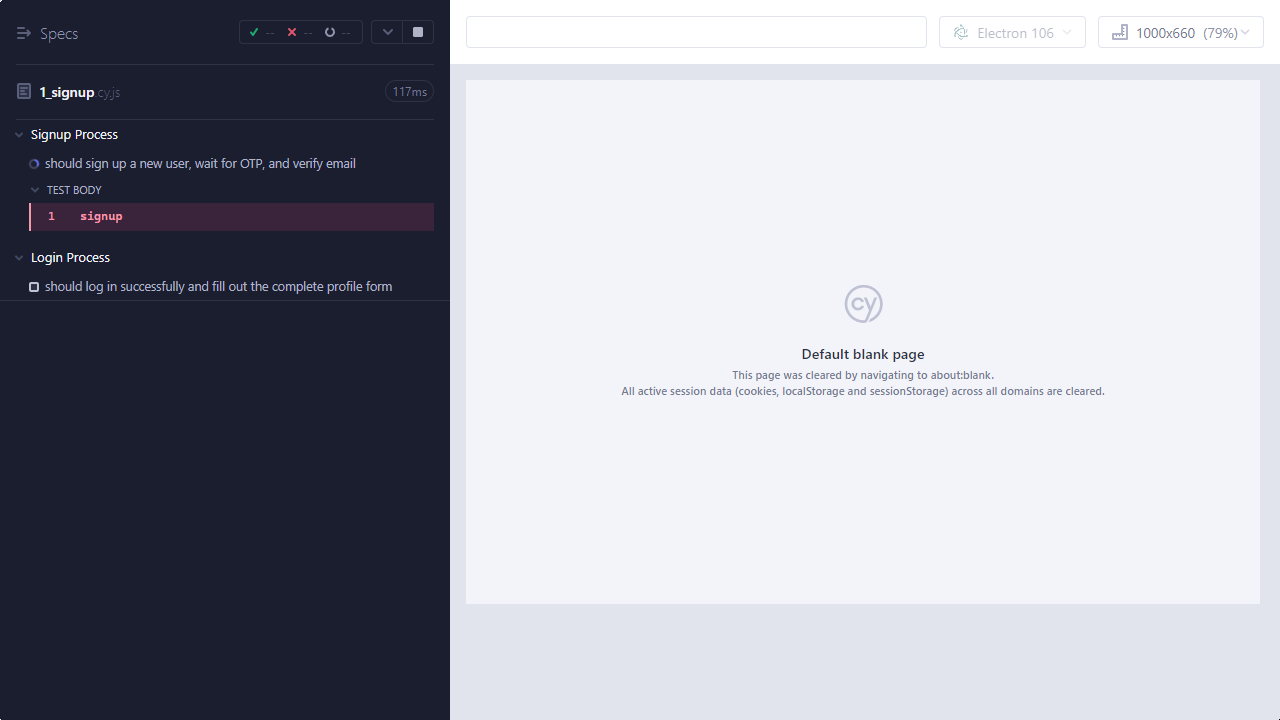 Specs
-- -- --
1_signup.cy.js
117ms
Signup Process
should sign up a new user, wait for OTP, and verify email
TEST BODY
1 signup
Login Process
should log in successfully and fill out the complete profile form
Electron 106
1000x660 (79%)
cy
Default blank page
This page was cleared by navigating to about:blank.
All active session data (cookies, localStorage and sessionStorage) across all domains are cleared.